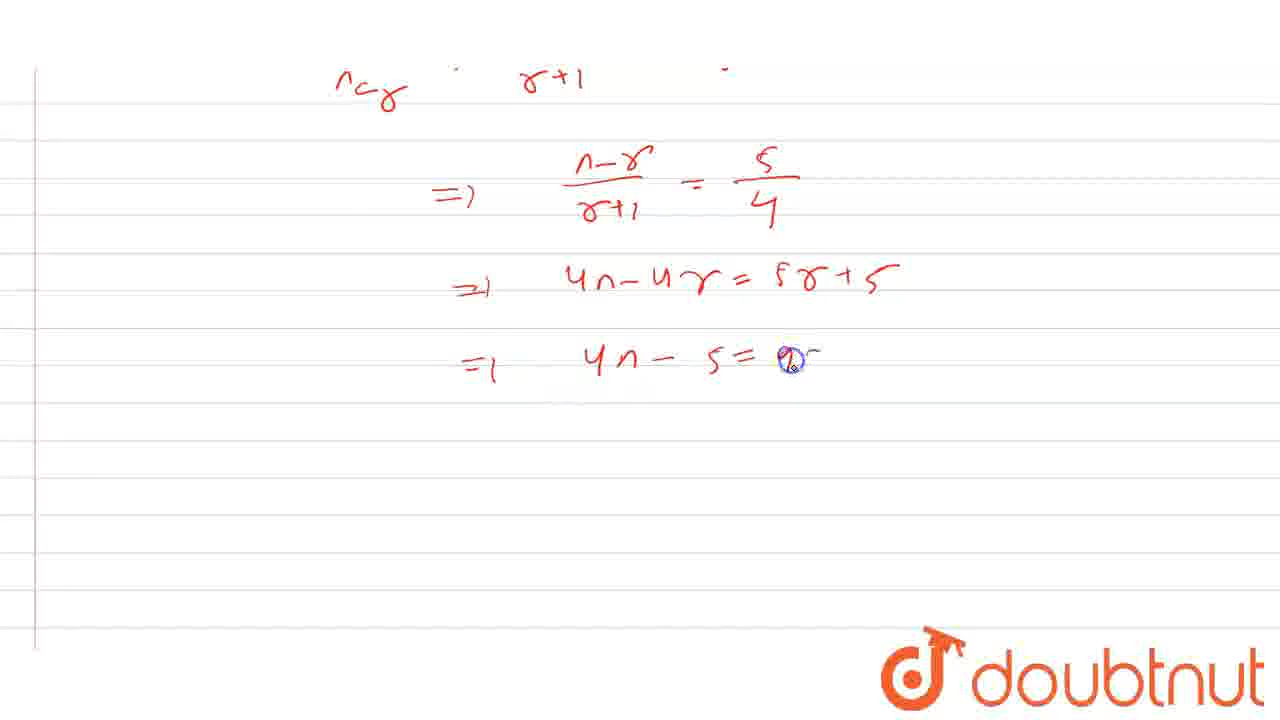 ncr r+1
=> n-r/r+1 = 5/4
=> 4n-4r = 5r+5
=> 4n-5=
doubtnut